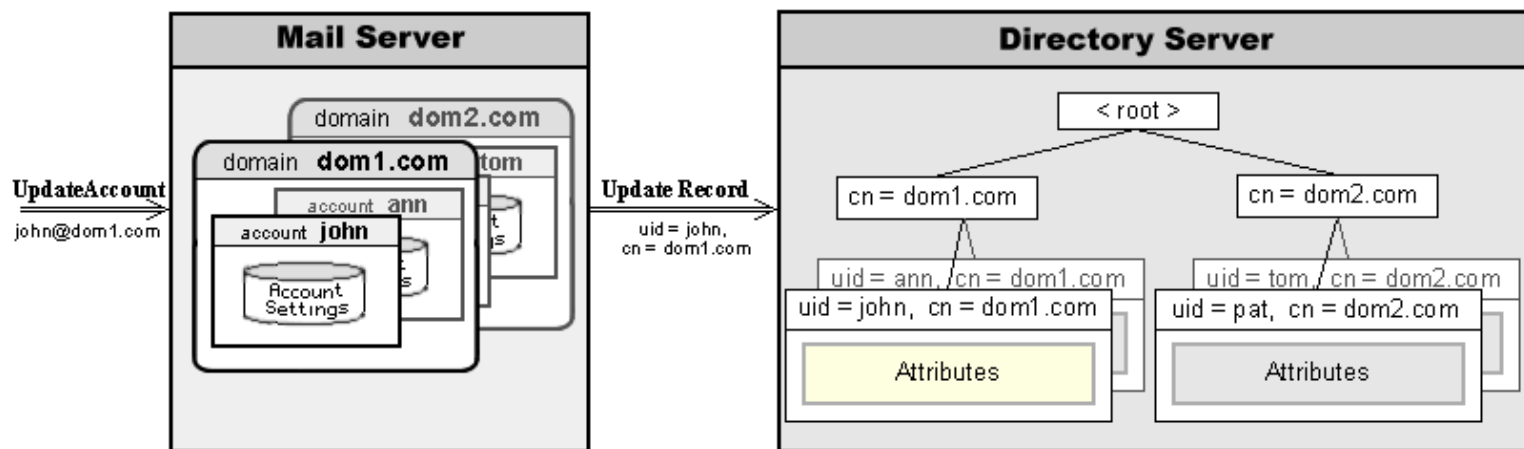 Mail Server
Directory Server
UpdateAccount
john@dom1.com
domain dom2.com
tom
domain dom1.com
account ann
account john
Account
Settings
Update Record
uid = john,
cn = dom1.com
< root >
cn = dom1.com
cn = dom2.com
uid = ann, cn = dom1.com
uid = john, cn = dom1.com
Attributes
uid = tom, cn = dom2.com
uid = pat, cn = dom2.com
Attributes